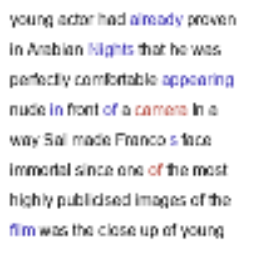 young actor had already proven
in Arabian Nights that he was
perfectly comfortable appearing
nude in front of a camera In a
way Sal made Franco s face
immortal since one of the most
highly publicised images of the
film was the close up of young